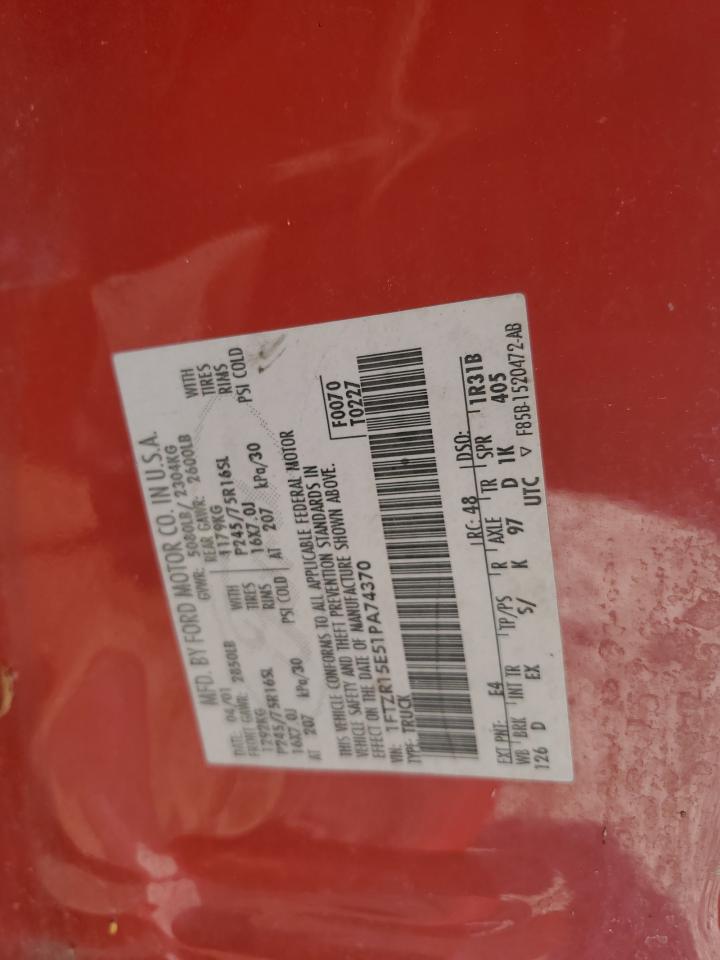 MFD. BY FORD MOTOR CO. IN U.S.A.
DATE: 04/01 GVWR: 5080LB/ 2304KG
FRONT GAWR: 2850LB REAR GAWR: 2600LB
1292KG WITH 1179KG WITH
P245/75R16SL TIRES P245/75R16SL TIRES
16X7.0J RIMS 16X7.0J RIMS
AT 207 kPa/30 PSI COLD AT 207 kPa/30 PSI COLD
THIS VEHICLE CONFORMS TO ALL APPLICABLE FEDERAL MOTOR
VEHICLE SAFETY AND THEFT PREVENTION STANDARDS IN
EFFECT ON THE DATE OF MANUFACTURE SHOWN ABOVE.
VIN: 1FTZR15E51PA74370 F0070
TYPE: TRUCK T0227
EXT PNT: E4 RC: 48 DSO:
WB BRK INT TR TP/PS R AXLE TR SPR 1R31B
126 D EX S/ K 97 D 1K 405
UTC ▽ F85B-1520472-AB